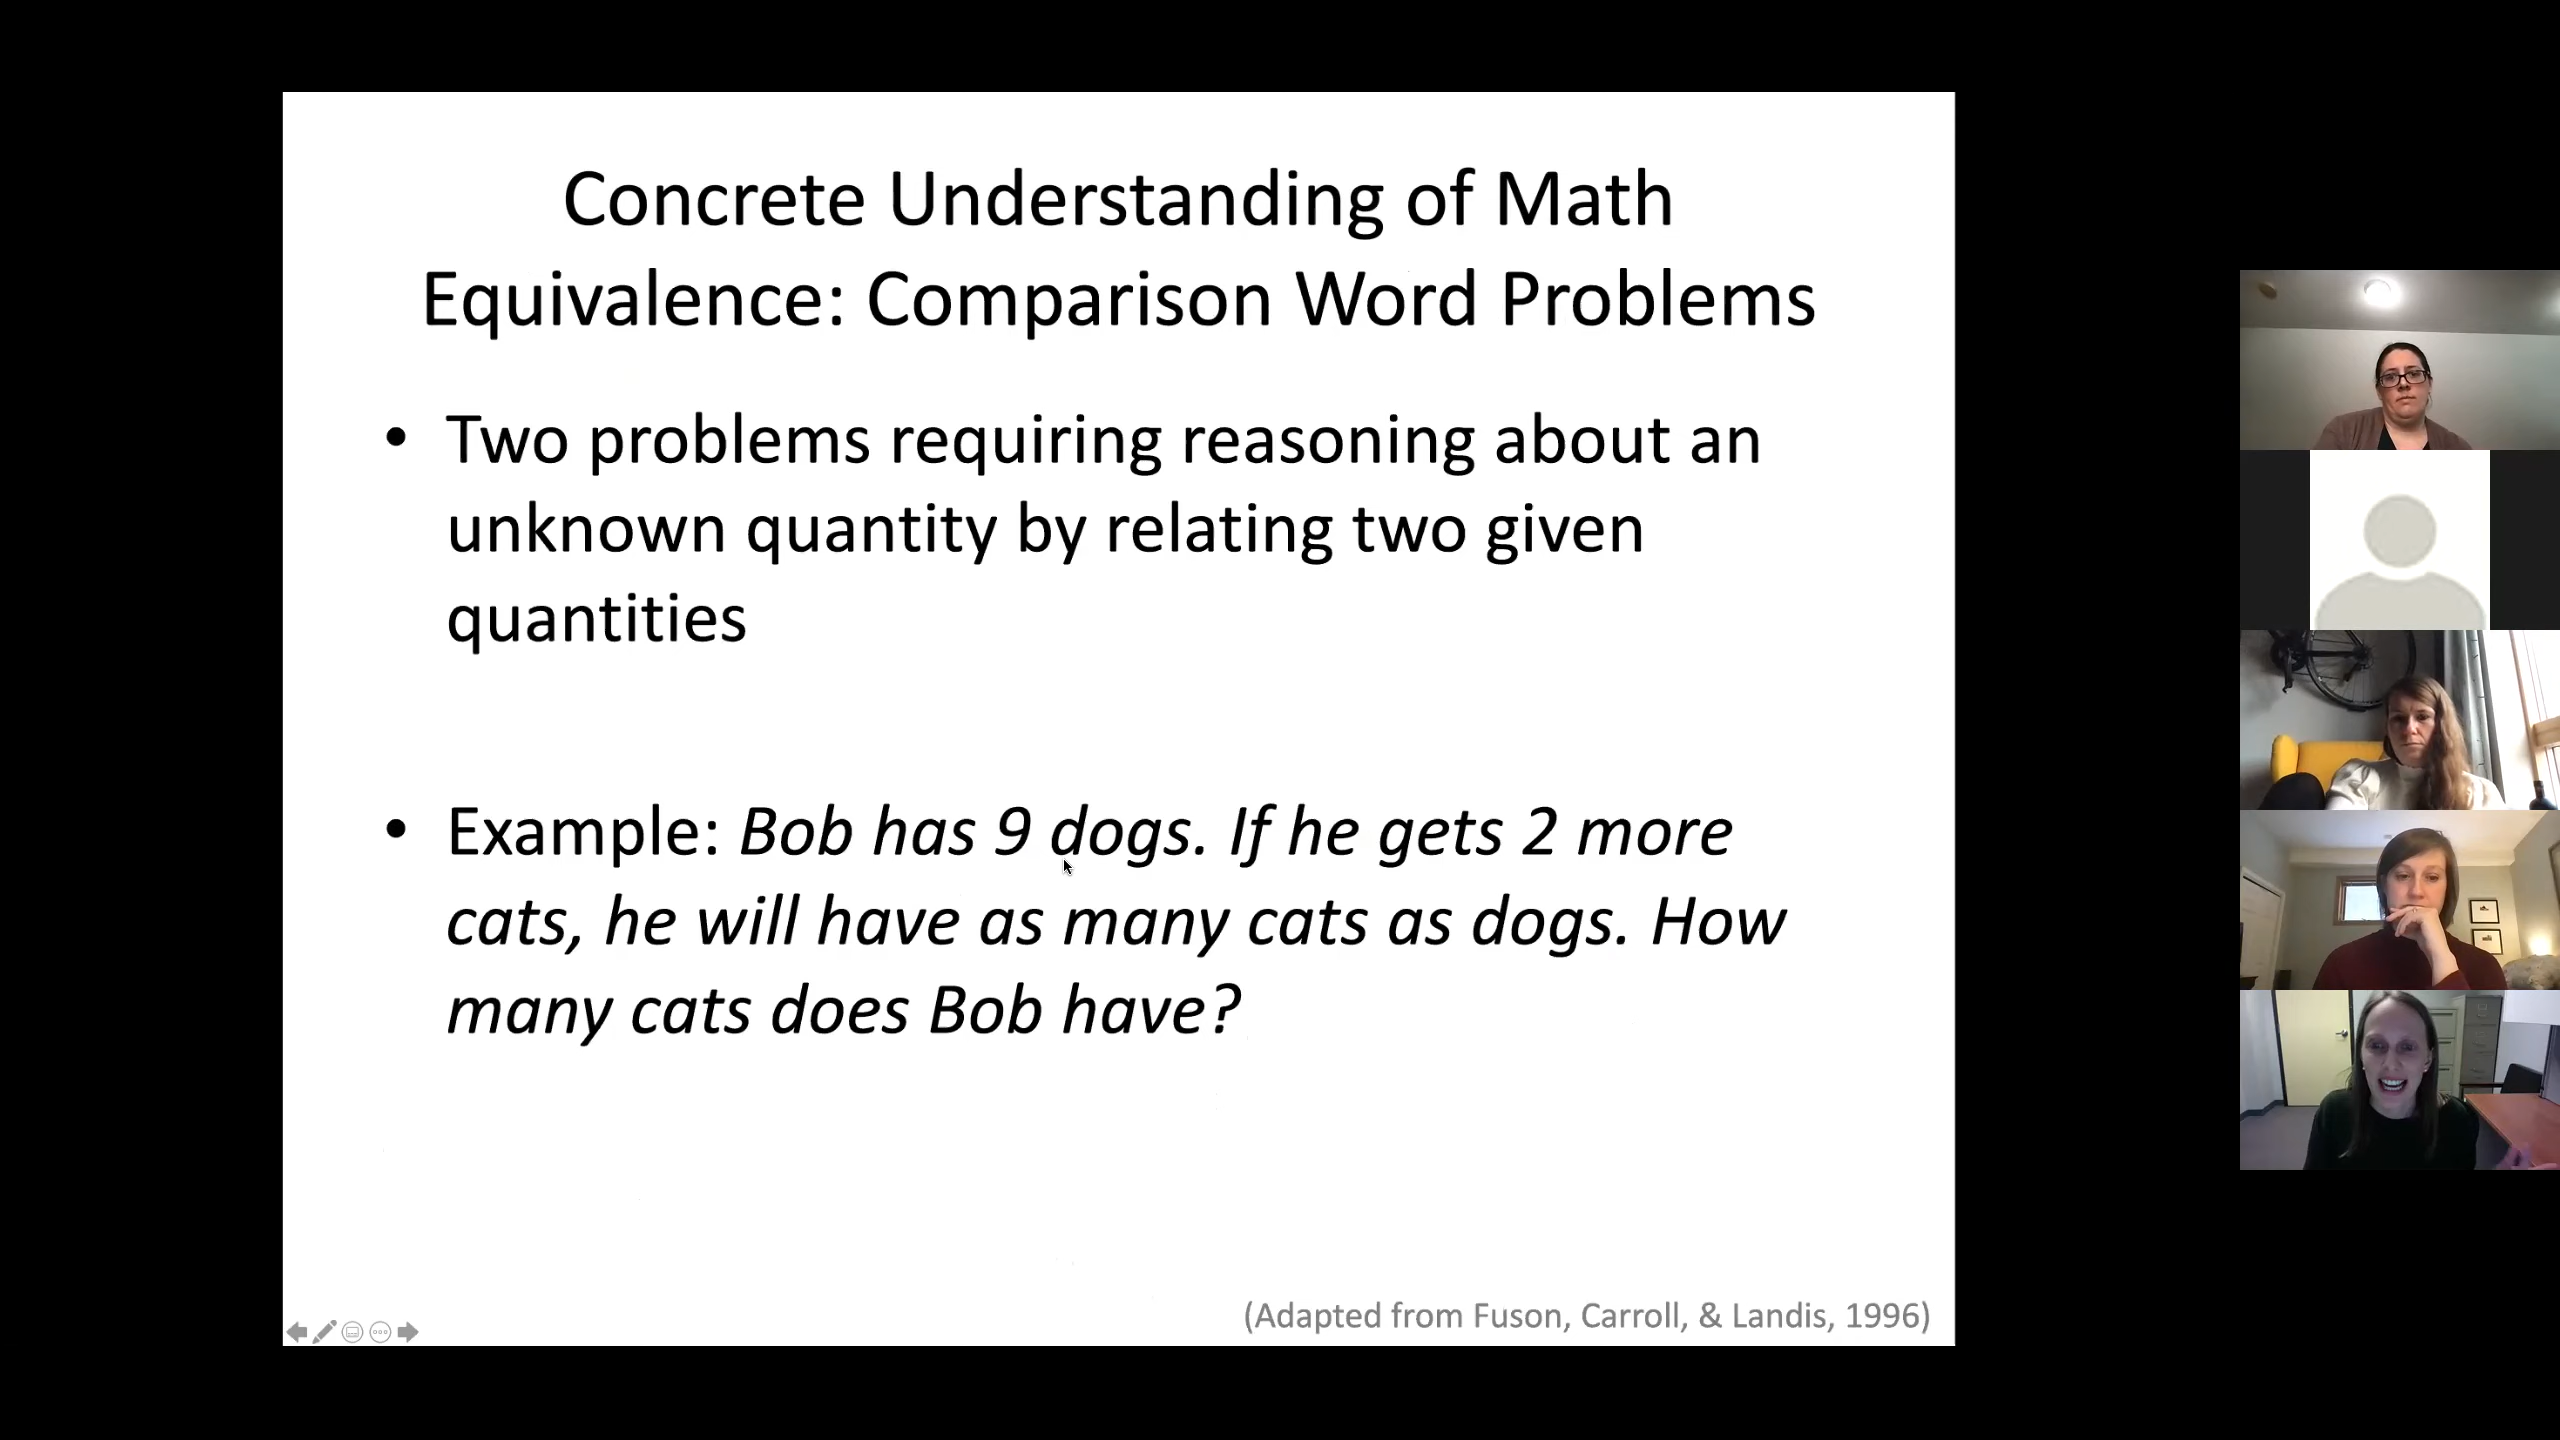 Concrete Understanding of Math
Equivalence: Comparison Word Problems
• Two problems requiring reasoning about an
unknown quantity by relating two given
quantities
• Example: Bob has 9 dogs. If he gets 2 more
cats, he will have as many cats as dogs. How
many cats does Bob have?
(Adapted from Fuson, Carroll, & Landis, 1996)